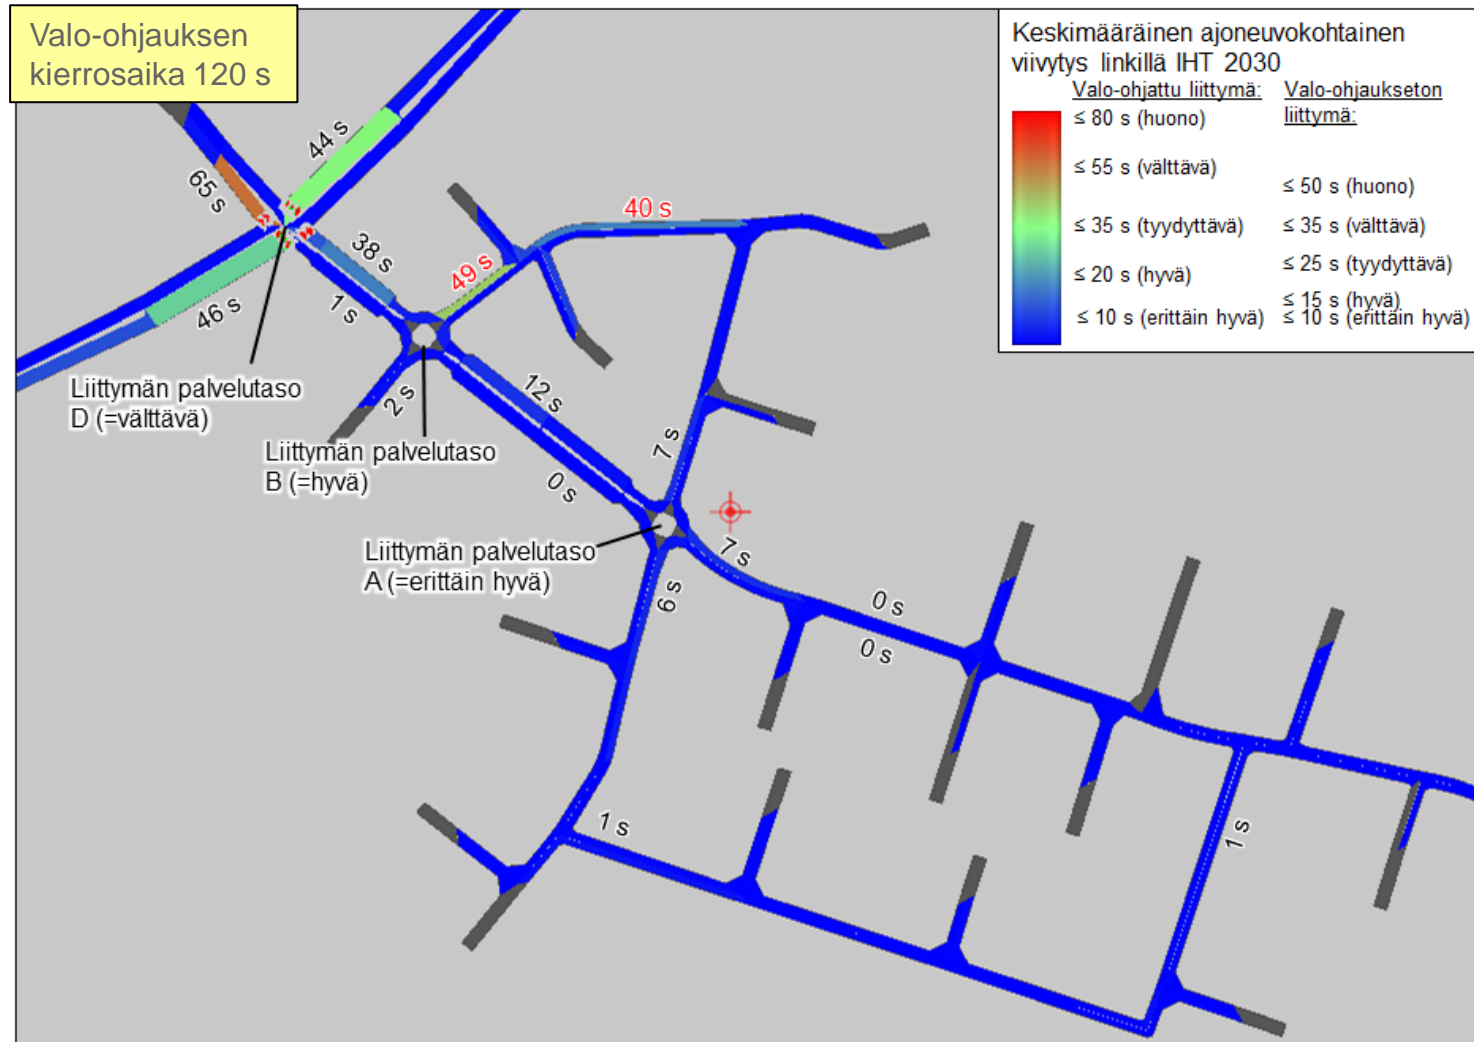 Valo-ohjauksen
kierrosaika 120 s
Keskimääräinen ajoneuvokohtainen
viivytys linkillä IHT 2030
Valo-ohjattu liittymä:
≤ 80 s (huono)
≤ 55 s (välttävä)
≤ 35 s (tyydyttävä)
≤ 20 s (hyvä)
≤ 10 s (erittäin hyvä)
Valo-ohjaukseton
liittymä:
≤ 50 s (huono)
≤ 35 s (välttävä)
≤ 25 s (tyydyttävä)
≤ 15 s (hyvä)
≤ 10 s (erittäin hyvä)
44 s
65 s
40 s
38 s
49 s
46 s
1 s
Liittymän palvelutaso
D (=välttävä)
12 s
2 s
7 s
Liittymän palvelutaso
B (=hyvä)
0 s
Liittymän palvelutaso
A (=erittäin hyvä)
7 s
6 s
0 s
0 s
1 s
1 s